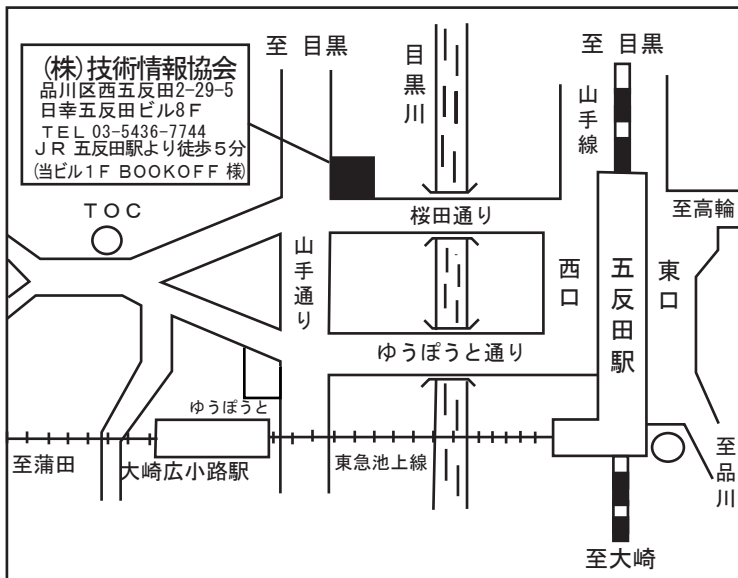 (株)技術情報協会
品川区西五反田2-29-5
日幸五反田ビル8F
TEL 03-5436-7744
JR 五反田駅より徒歩5分
(当ビル1F BOOKOFF 様)
至 目黒
目黒川
至 目黒
山手線
TOC
桜田通り
至高輪
山手通り
西口
五反田駅
東口
ゆうぽうと通り
ゆうぽうと
至蒲田
大崎広小路駅
東急池上線
至品川
至大崎